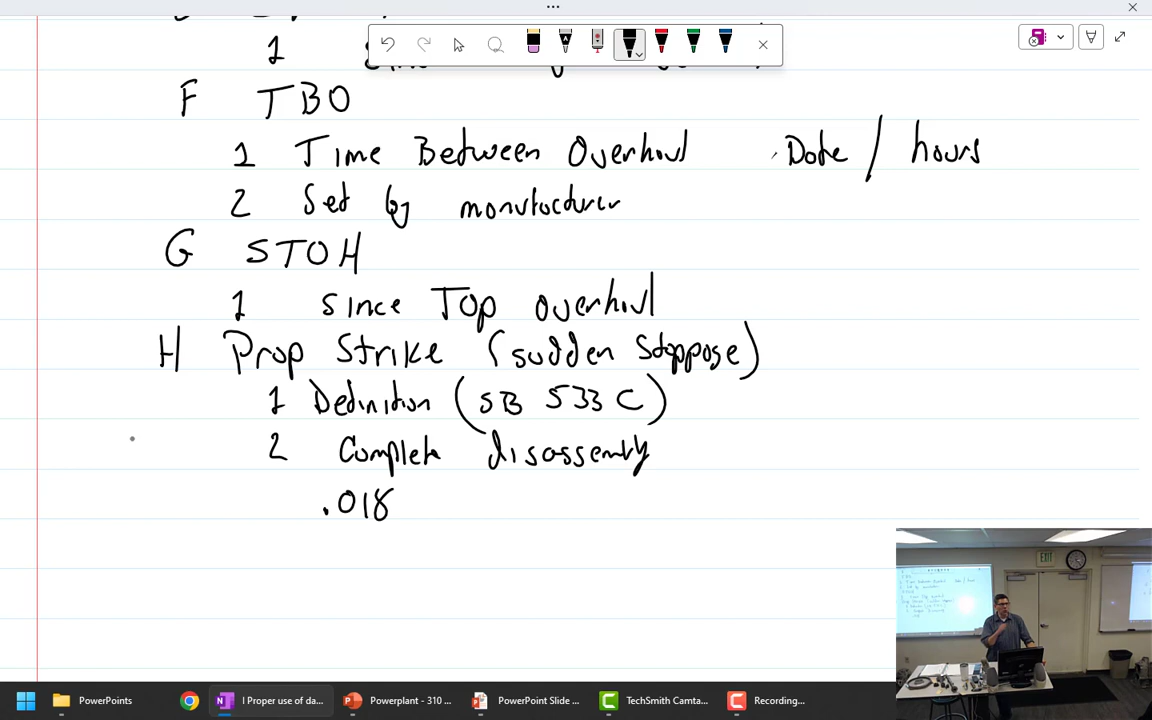 F TBO
1 Time Between Overhaul Date / hours
2 Set by manufacturer
G STOH
1 Since Top overhaul
H Prop Strike (sudden Stoppage)
1 Definition (SB 533 C)
2 Complete disassembly
.018
EXIT
PowerPoints
I Proper use of da...
Powerplant - 310 ...
PowerPoint Slide ...
TechSmith Camta...
Recording...